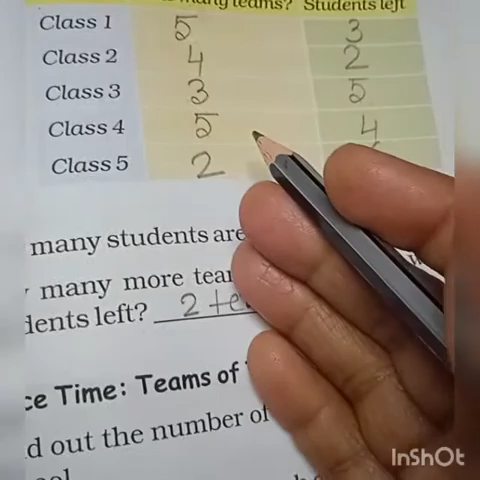 many teams? Students left
Class 1 5 3
Class 2 4 2
Class 3 3 5
Class 4 5 4
Class 5 2
many students are
many more tea
dents left? 2 te
ce Time: Teams of
d out the number of
ool
InShOt